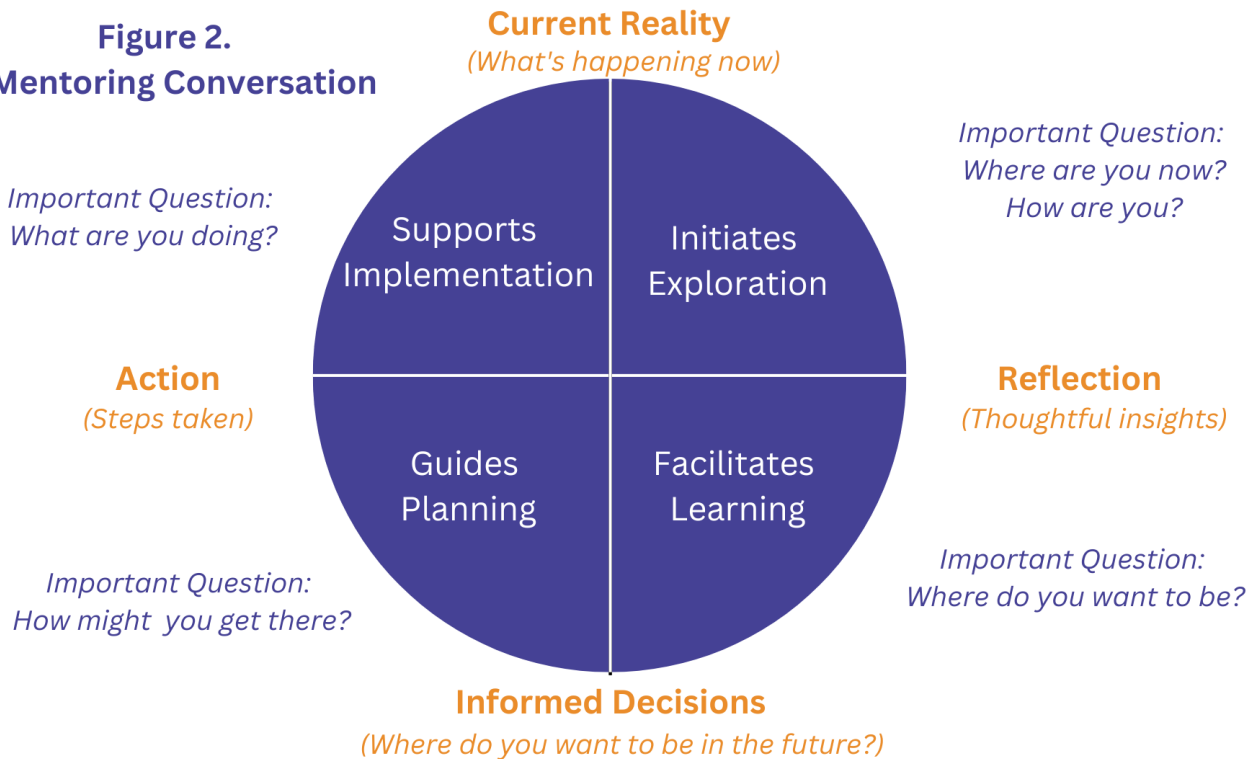 Figure 2.
Mentoring Conversation
Current Reality
(What's happening now)
Important Question:
Where are you now?
How are you?
Important Question:
What are you doing?
Supports
Implementation
Initiates
Exploration
Action
(Steps taken)
Reflection
(Thoughtful insights)
Guides
Planning
Facilitates
Learning
Important Question:
How might  you get there?
Important Question:
Where do you want to be?
Informed Decisions
(Where do you want to be in the future?)